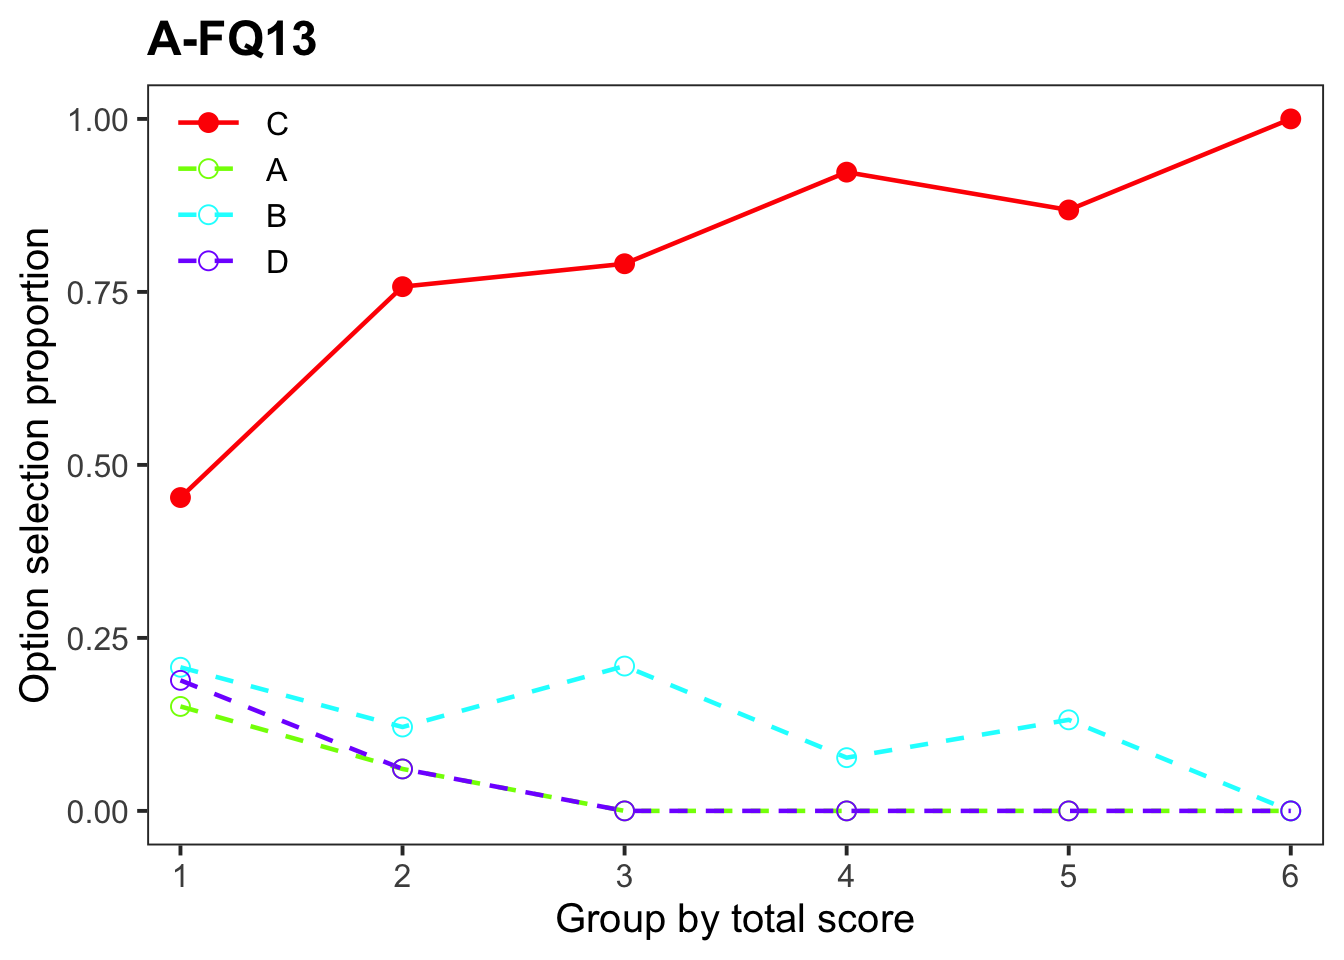 A-FQ13
C
A
B
D
1.00
0.75
0.50
0.25
0.00
Option selection proportion
1 2 3 4 5 6
Group by total score